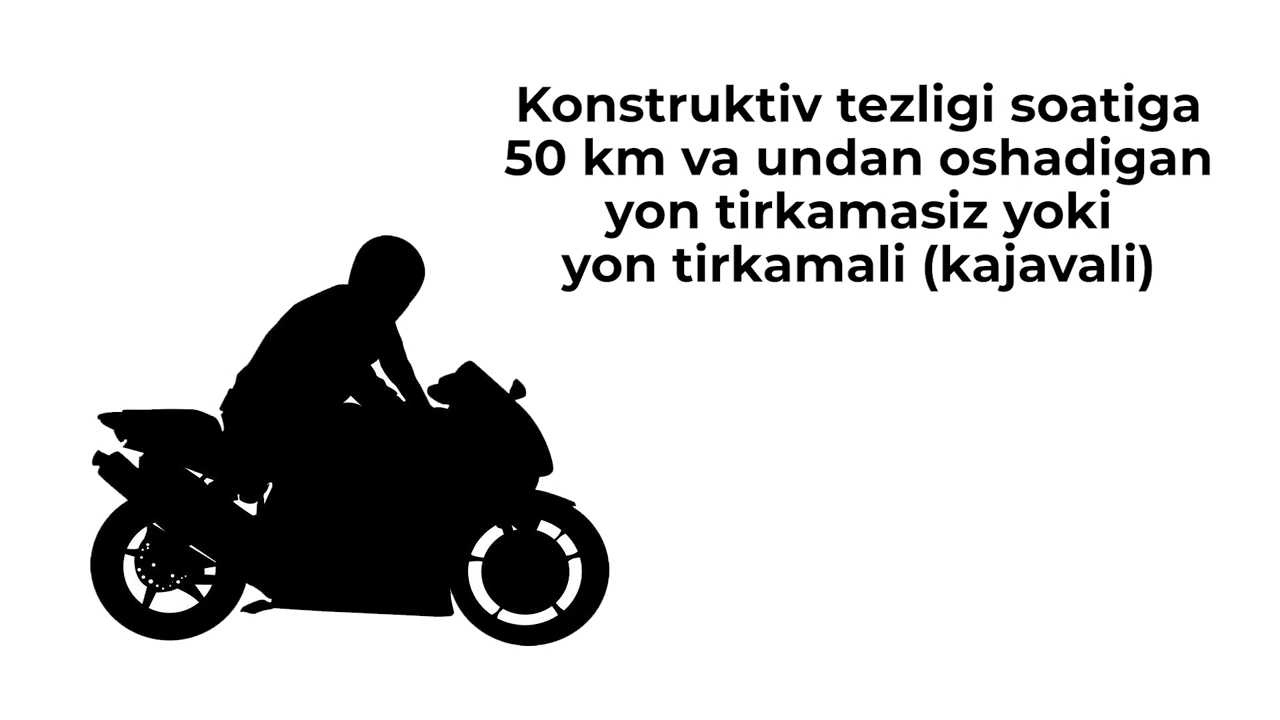 Konstruktiv tezligi soatiga
50 km va undan oshadigan
yon tirkamasiz yoki
yon tirkamali (kajavali)